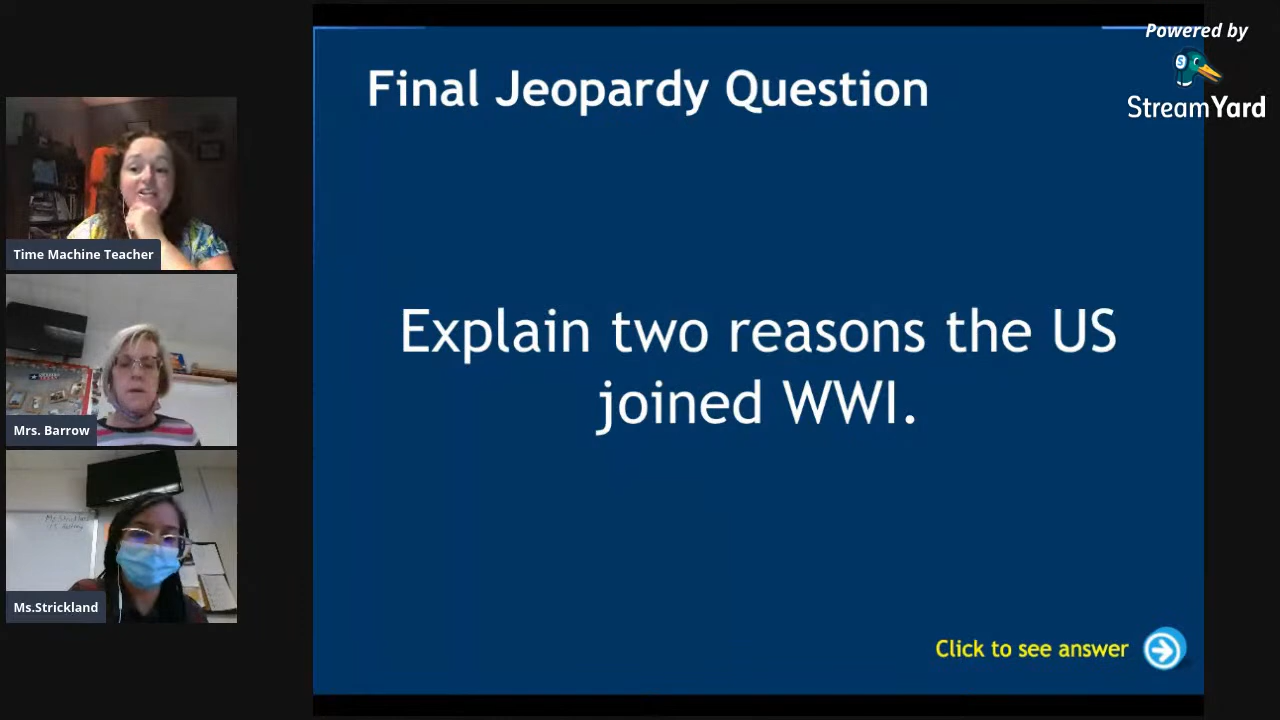 Powered by
StreamYard
Final Jeopardy Question
Time Machine Teacher
Explain two reasons the US
joined WWI.
Mrs. Barrow
Ms.Strickland
Click to see answer